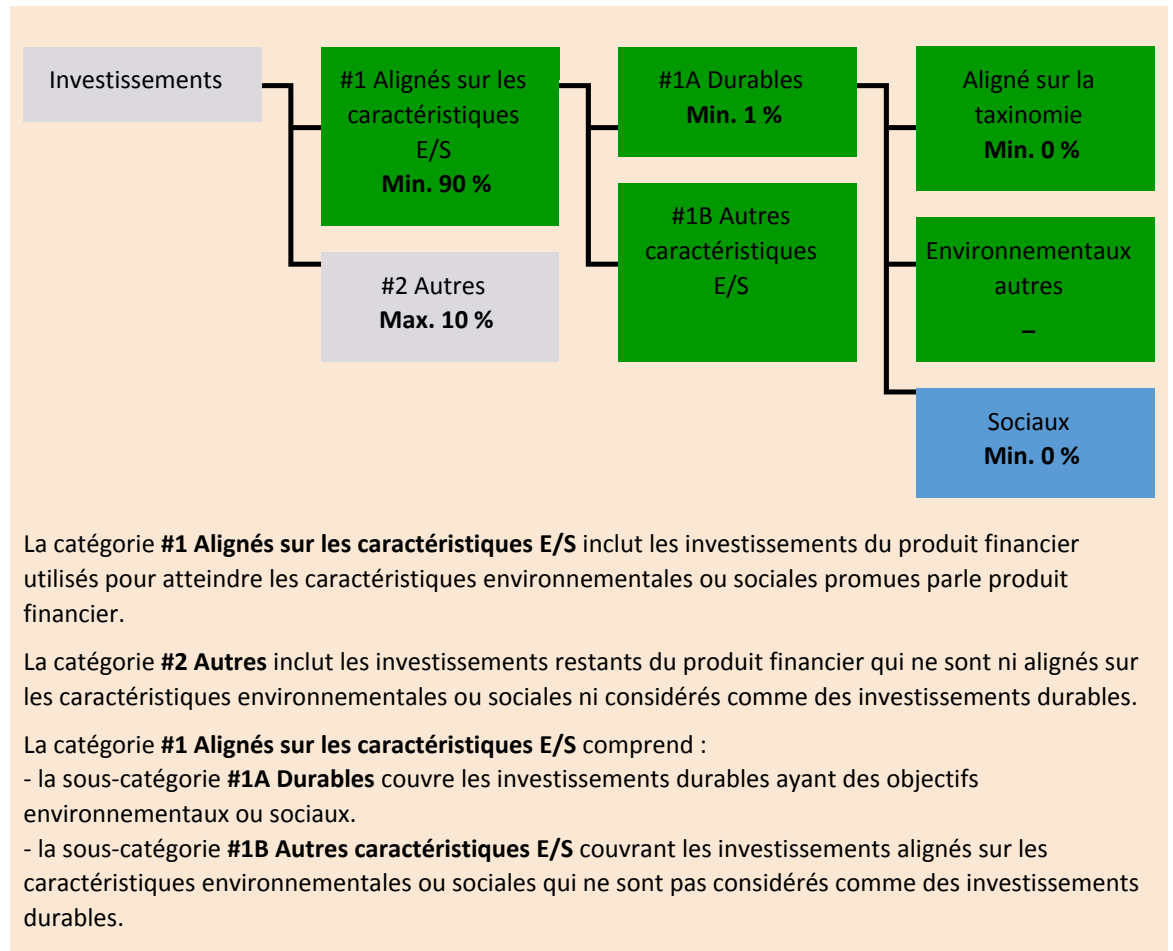 Investissements
#1 Alignés sur les
caractéristiques
E/S
Min. 90 %
#2 Autres
Max. 10 %
#1A Durables
Min. 1 %
#1B Autres
caractéristiques
E/S
Aligné sur la
taxinomie
Min. 0 %
Environnementaux
autres
–
Sociaux
Min. 0 %
La catégorie #1 Alignés sur les caractéristiques E/S inclut les investissements du produit financier
utilisés pour atteindre les caractéristiques environnementales ou sociales promues parle produit
financier.
La catégorie #2 Autres inclut les investissements restants du produit financier qui ne sont ni alignés sur
les caractéristiques environnementales ou sociales ni considérés comme des investissements durables.
La catégorie #1 Alignés sur les caractéristiques E/S comprend :
- la sous-catégorie #1A Durables couvre les investissements durables ayant des objectifs
environnementaux ou sociaux.
- la sous-catégorie #1B Autres caractéristiques E/S couvrant les investissements alignés sur les
caractéristiques environnementales ou sociales qui ne sont pas considérés comme des investissements
durables.